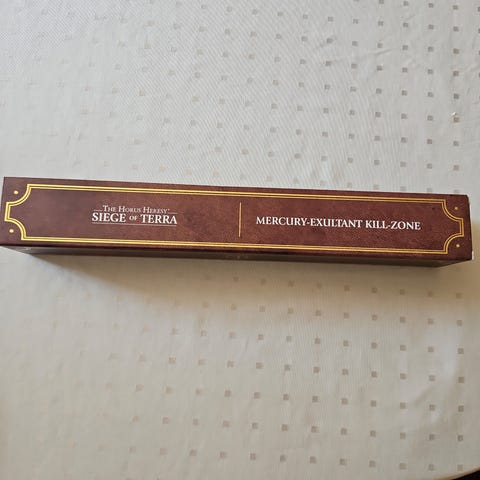 The Horus Heresy®
SIEGE OF TERRA
MERCURY-EXULTANT KILL-ZONE